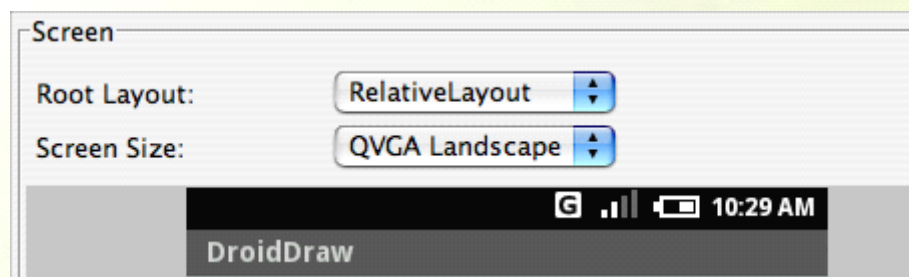 Screen
Root Layout: RelativeLayout
Screen Size: QVGA Landscape
G 10:29 AM
DroidDraw